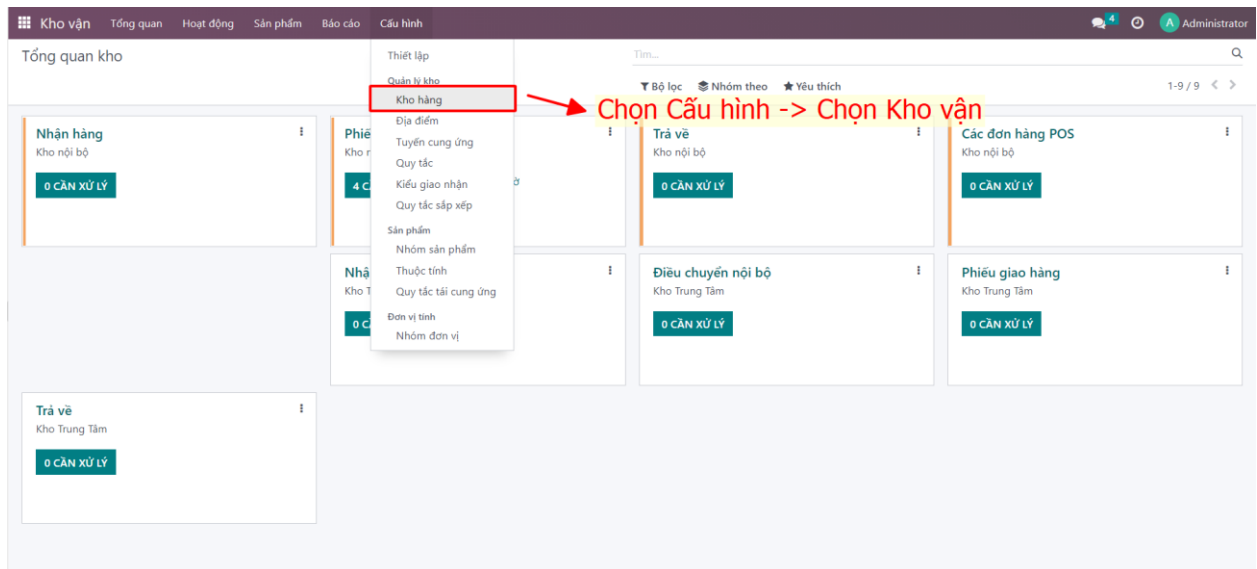 Kho vận Tổng quan Hoạt động Sản phẩm Báo cáo Cấu hình 4 A Administrator
Tổng quan kho
Tìm...
Bộ lọc Nhóm theo Yêu thích 1-9 / 9
Thiết lập
Quản lý kho
Kho hàng
Địa điểm
Tuyến cung ứng
Quy tắc
Kiểu giao nhận
Quy tắc sắp xếp
Sản phẩm
Nhóm sản phẩm
Thuộc tính
Quy tắc tái cung ứng
Đơn vị tính
Nhóm đơn vị
Chọn Cấu hình -> Chọn Kho vận
Nhận hàng
Kho nội bộ
0 CẦN XỬ LÝ
Phiế
Kho
4 C
Trả về
Kho nội bộ
0 CẦN XỬ LÝ
Các đơn hàng POS
Kho nội bộ
0 CẦN XỬ LÝ
Nhậ
Kho T
0 C
Điều chuyển nội bộ
Kho Trung Tâm
0 CẦN XỬ LÝ
Phiếu giao hàng
Kho Trung Tâm
0 CẦN XỬ LÝ
Trả về
Kho Trung Tâm
0 CẦN XỬ LÝ